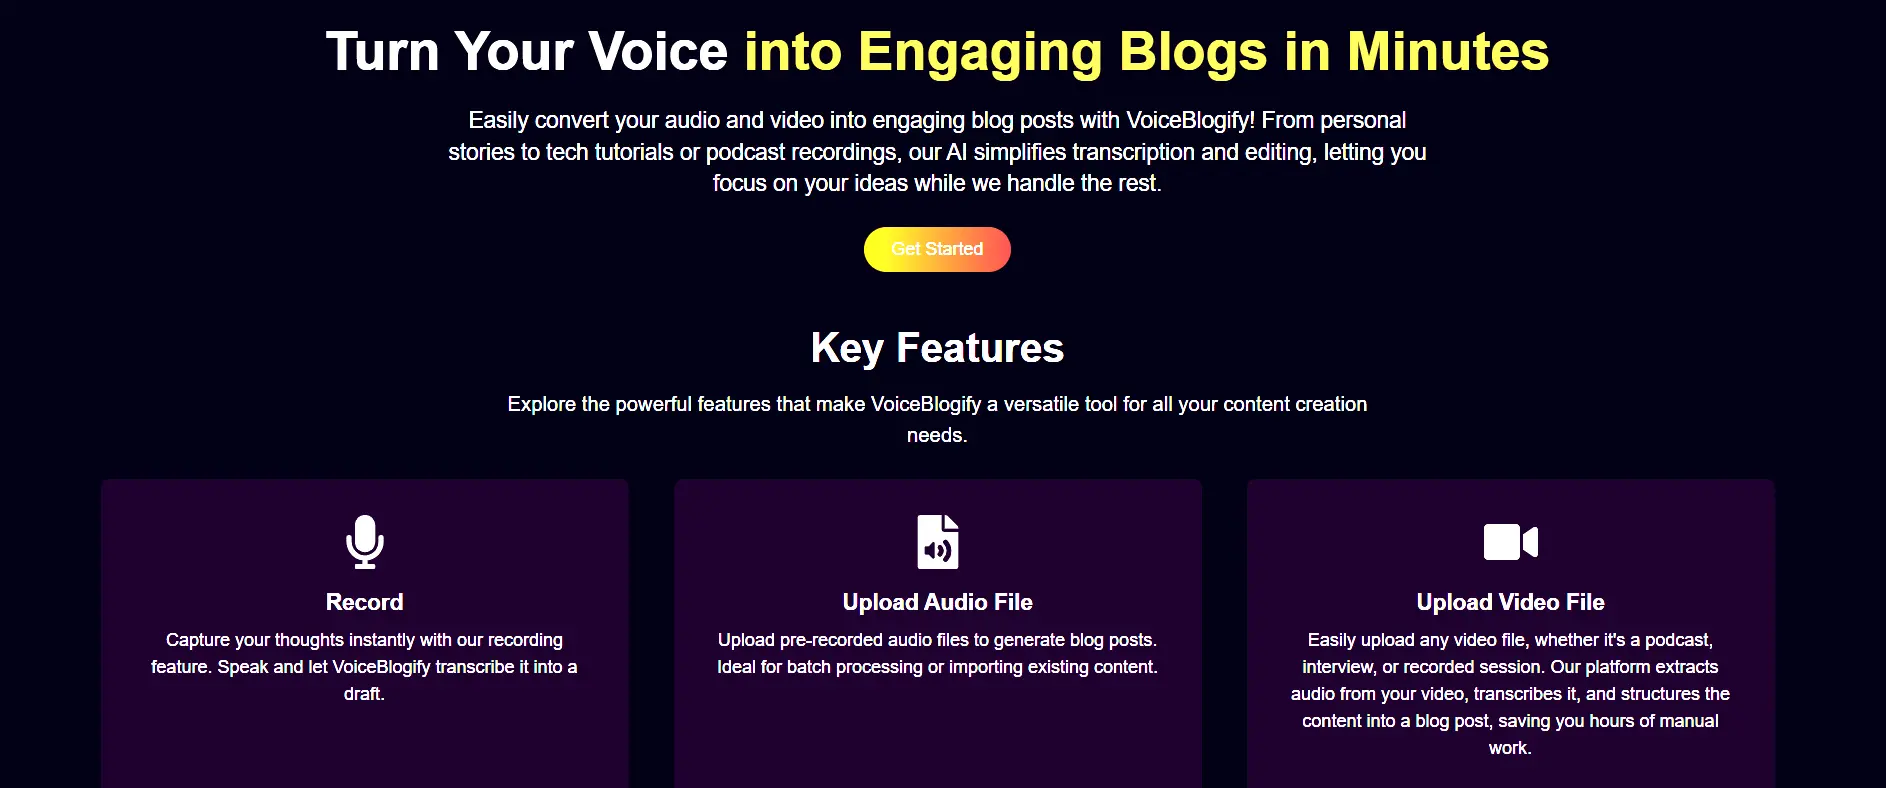 Turn Your Voice into Engaging Blogs in Minutes
Easily convert your audio and video into engaging blog posts with VoiceBlogify! From personal
stories to tech tutorials or podcast recordings, our AI simplifies transcription and editing, letting you
focus on your ideas while we handle the rest.
Get Started
Key Features
Explore the powerful features that make VoiceBlogify a versatile tool for all your content creation
needs.
Record
Capture your thoughts instantly with our recording
feature. Speak and let VoiceBlogify transcribe it into a
draft.
Upload Audio File
Upload pre-recorded audio files to generate blog posts.
Ideal for batch processing or importing existing content.
Upload Video File
Easily upload any video file, whether it's a podcast,
interview, or recorded session. Our platform extracts
audio from your video, transcribes it, and structures the
content into a blog post, saving you hours of manual
work.